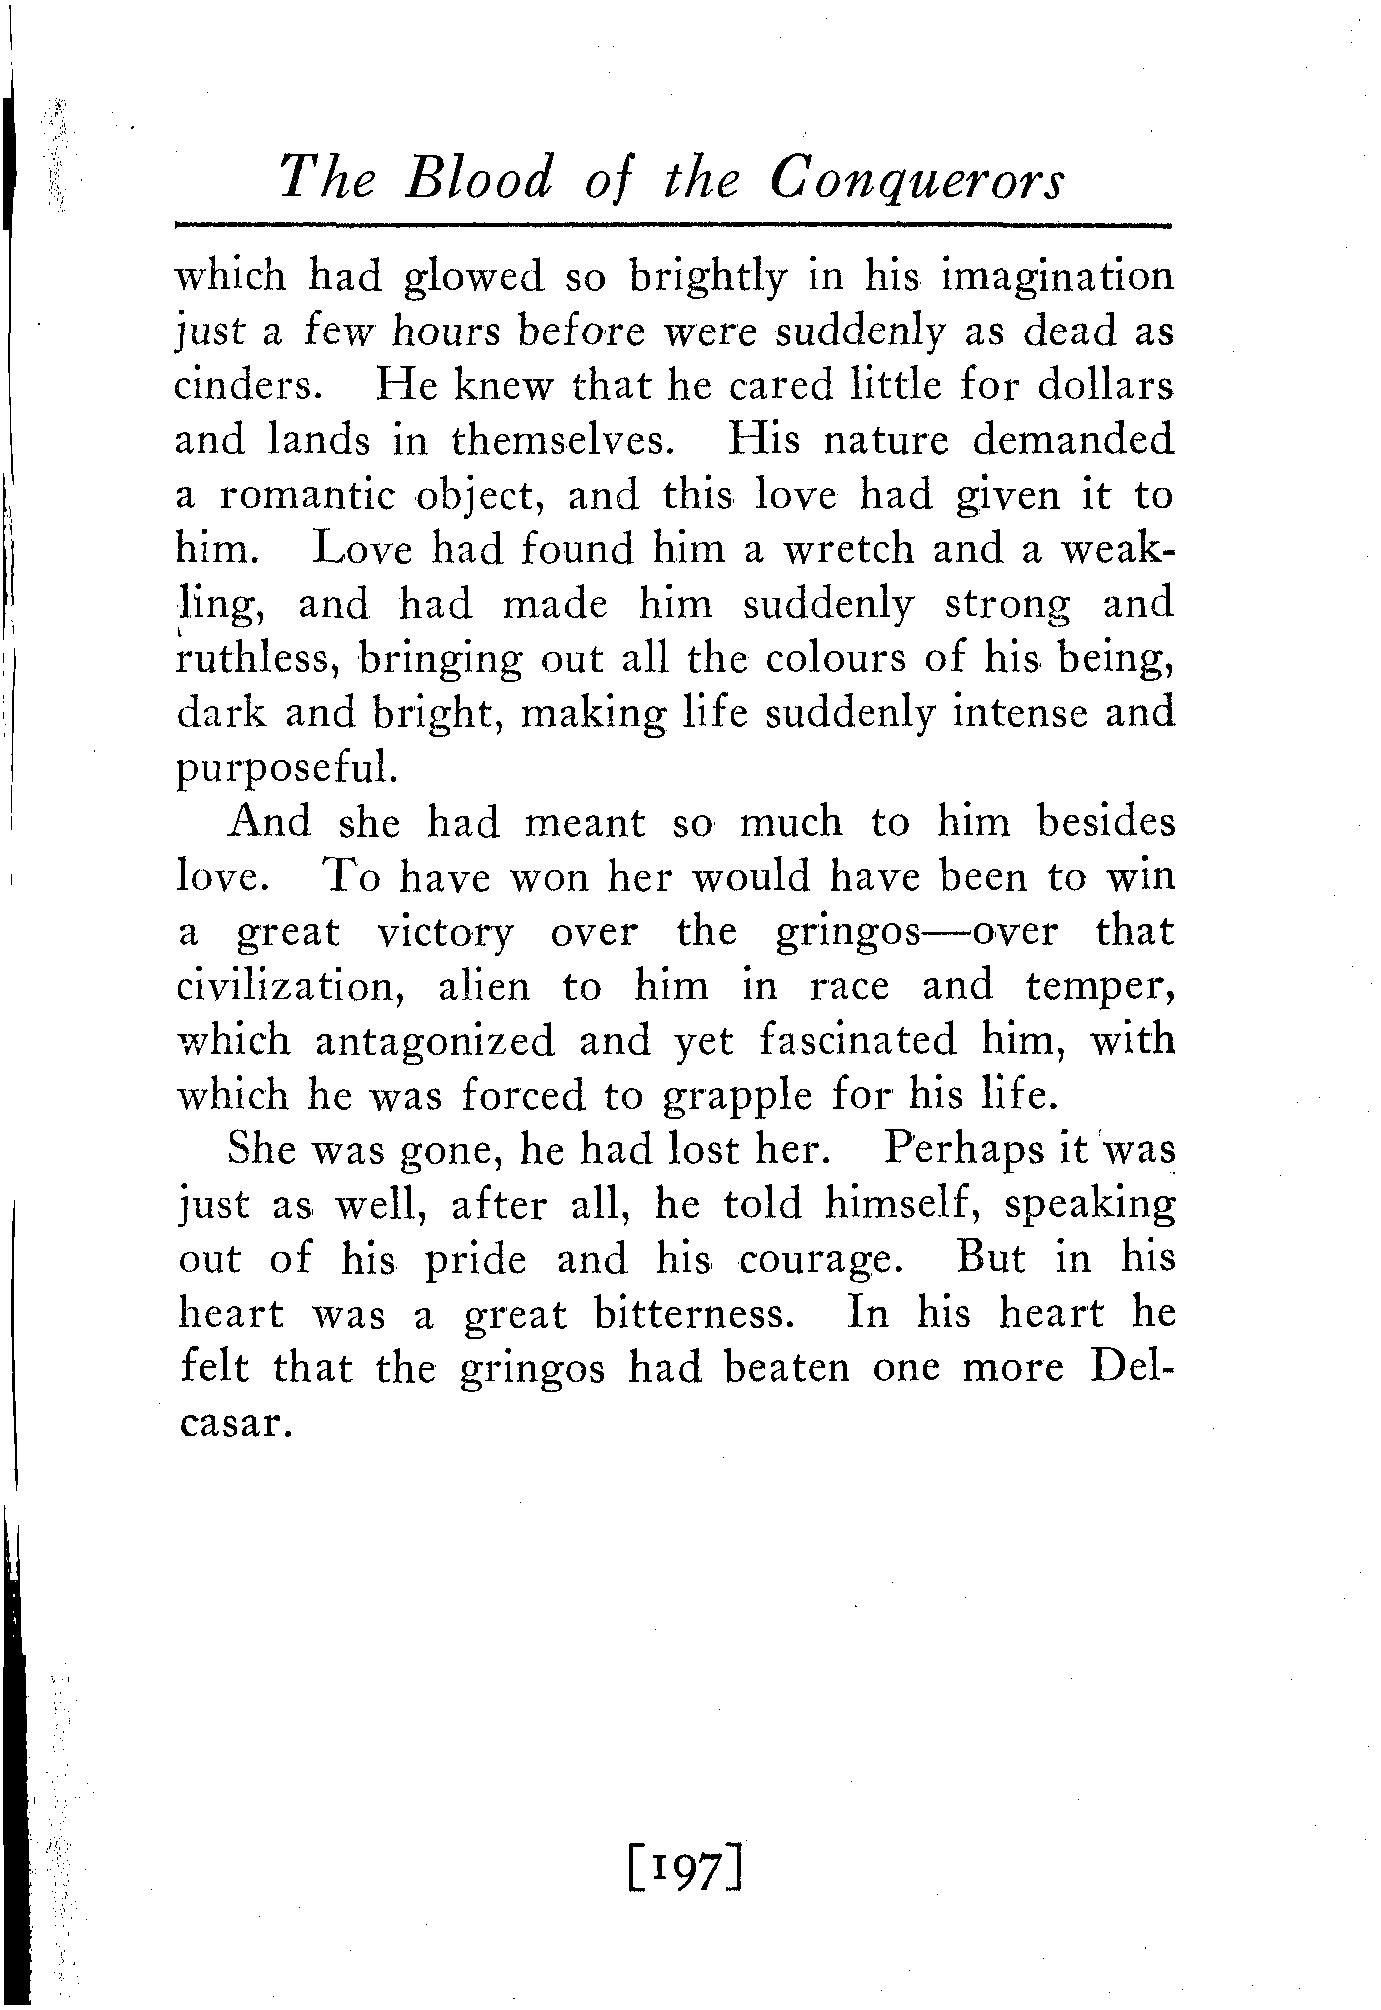 The Blood of the Conquerors
which had glowed so brightly in his imagination
just a few hours before were suddenly as dead as
cinders. He knew that he cared little for dollars
and lands in themselves. His nature demanded
a romantic object, and this love had given it to
him. Love had found him a wretch and a weak-
ling, and had made him suddenly strong and
ruthless, bringing out all the colours of his being,
dark and bright, making life suddenly intense and
purposeful.
And she had meant so much to him besides
love. To have won her would have been to win
a great victory over the gringos—over that
civilization, alien to him in race and temper,
which antagonized and yet fascinated him, with
which he was forced to grapple for his life.
She was gone, he had lost her. Perhaps it was
just as well, after all, he told himself, speaking
out of his pride and his courage. But in his
heart was a great bitterness. In his heart he
felt that the gringos had beaten one more Del-
casar.
[197]